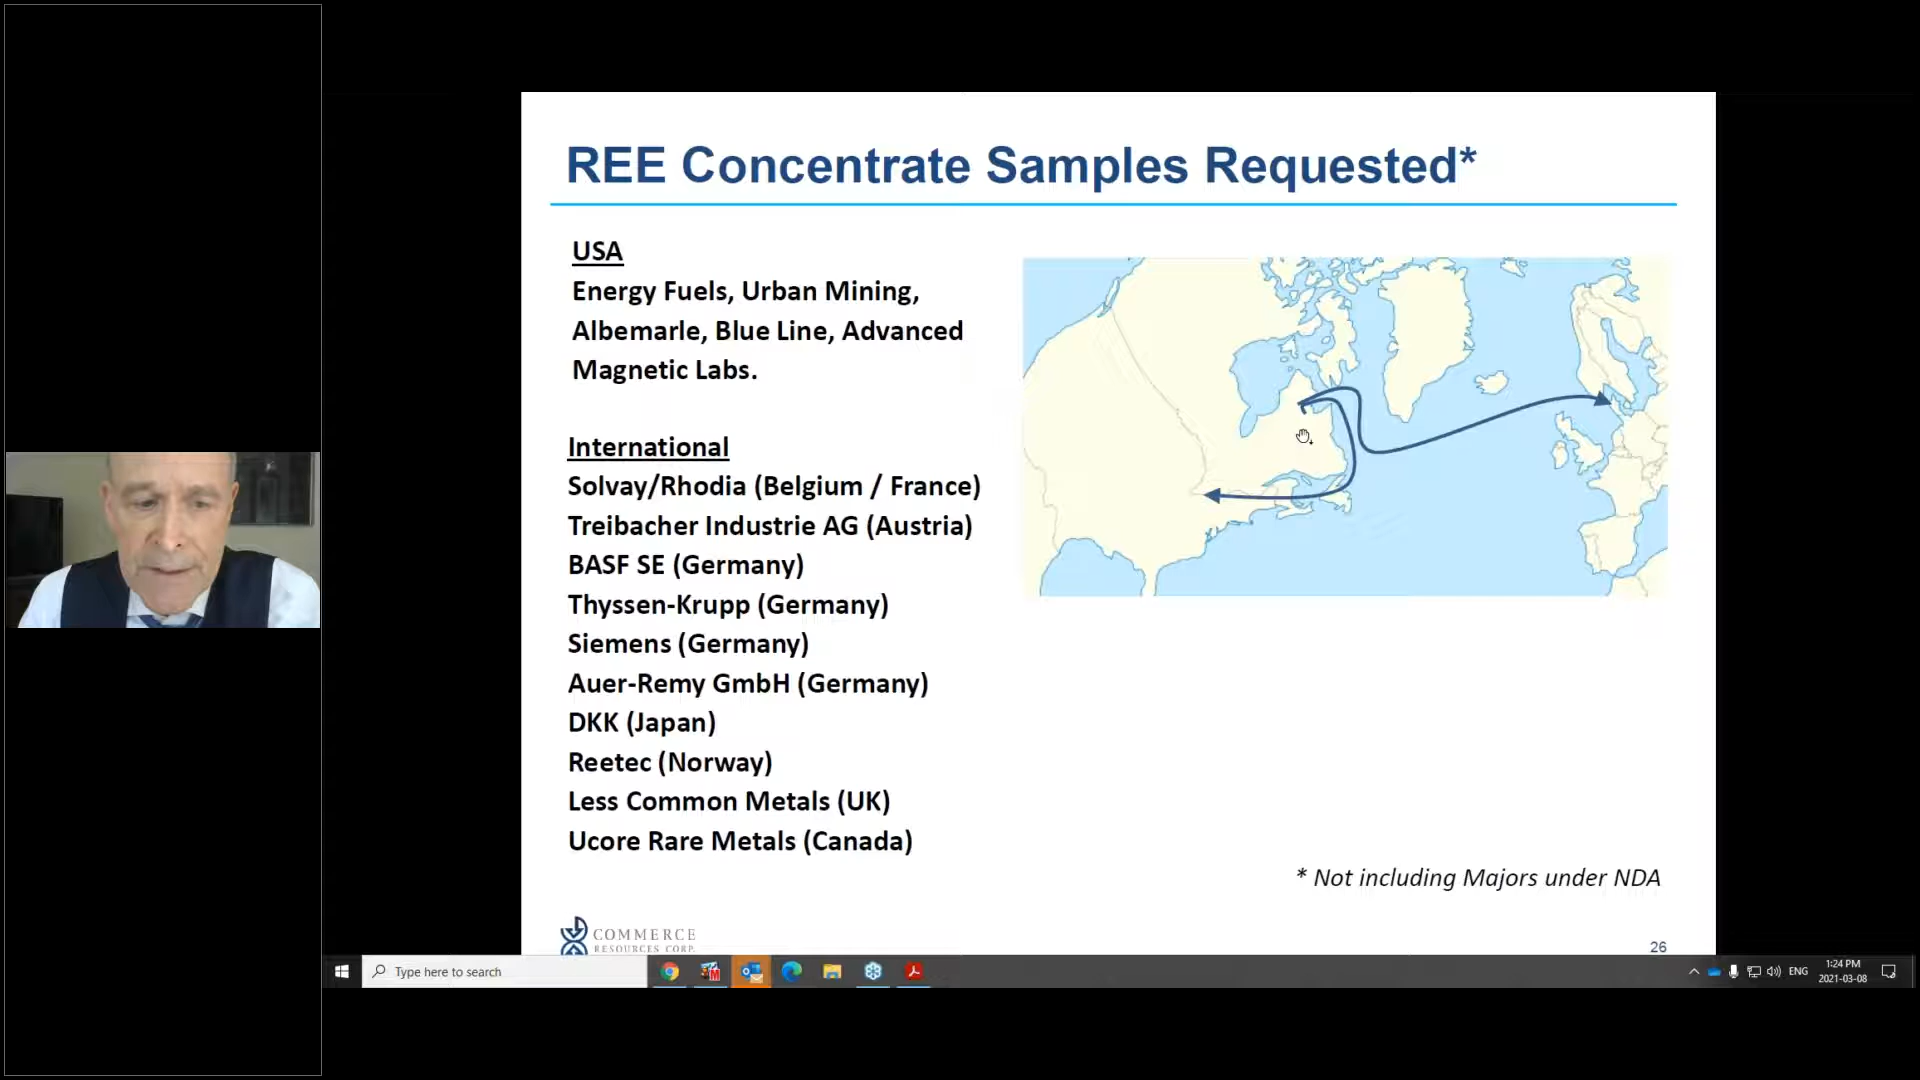 REE Concentrate Samples Requested*
USA
Energy Fuels, Urban Mining,
Albemarle, Blue Line, Advanced
Magnetic Labs.
International
Solvay/Rhodia (Belgium / France)
Treibacher Industrie AG (Austria)
BASF SE (Germany)
Thyssen-Krupp (Germany)
Siemens (Germany)
Auer-Remy GmbH (Germany)
DKK (Japan)
Reetec (Norway)
Less Common Metals (UK)
Ucore Rare Metals (Canada)
* Not including Majors under NDA
COMMERCE
RESOURCES CORP.
26
Type here to search
ENG
1:24 PM
2021-03-08